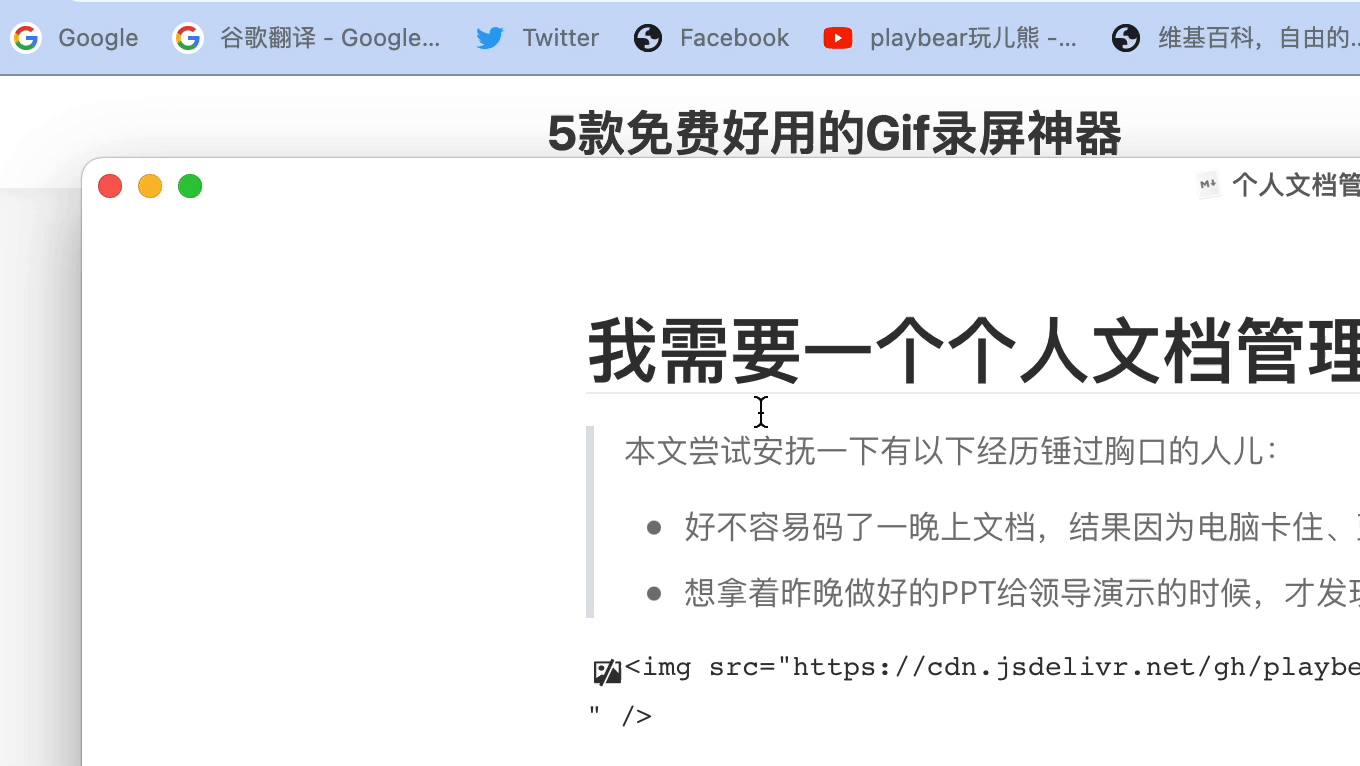 Google 谷歌翻译 - Google... Twitter Facebook playbear玩儿熊 -... 维基百科，自由的...
5款免费好用的Gif录屏神器
个人文档管
我需要一个个人文档管理
本文尝试安抚一下有以下经历锤过胸口的人儿：
好不容易码了一晚上文档，结果因为电脑卡住、
想拿着昨晚做好的PPT给领导演示的时候，才发现
<img src="https://cdn.jsdelivr.net/gh/playbe
" />